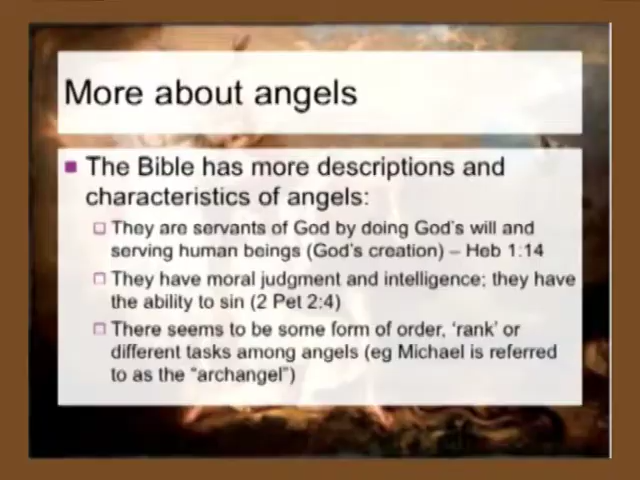 More about angels
The Bible has more descriptions and
characteristics of angels:
They are servants of God by doing God's will and
serving human beings (God's creation) – Heb 1:14
They have moral judgment and intelligence; they have
the ability to sin (2 Pet 2:4)
There seems to be some form of order, 'rank' or
different tasks among angels (eg Michael is referred
to as the "archangel")